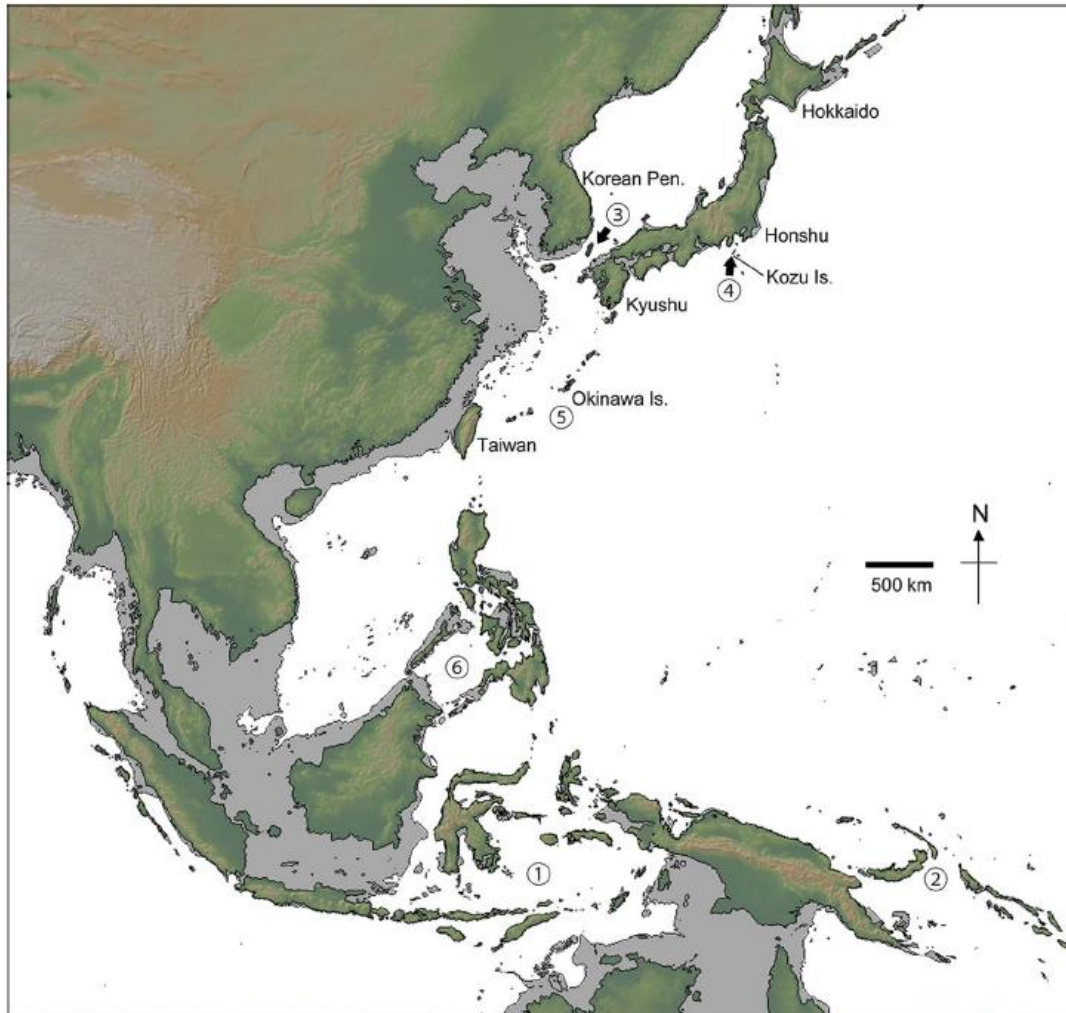 Hokkaido
Korean Pen.
③
Honshu
④
Kozu Is.
Kyushu
⑤
Okinawa Is.
Taiwan
N
500 km
⑥
①
②